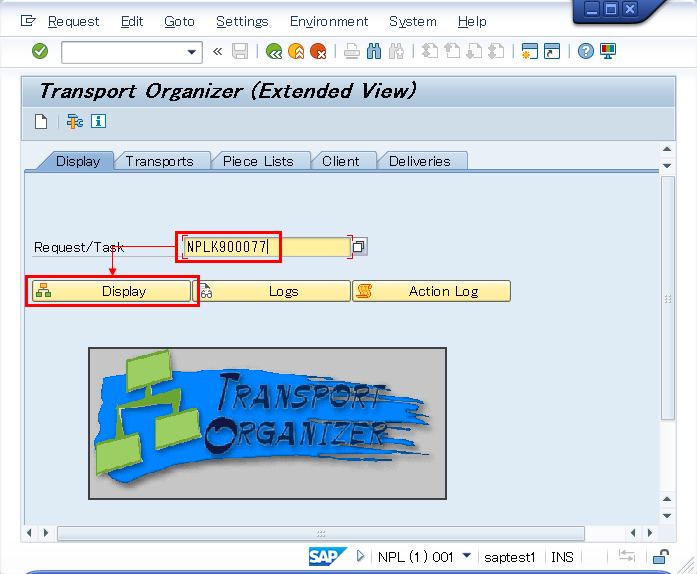 Request Edit Goto Settings Environment System Help
Transport Organizer (Extended View)
Display Transports Piece Lists Client Deliveries
Request/Task NPLK900077
Display Logs Action Log
TRANSPORT
ORGANIZER
SAP NPL (1) 001 saptest1 INS